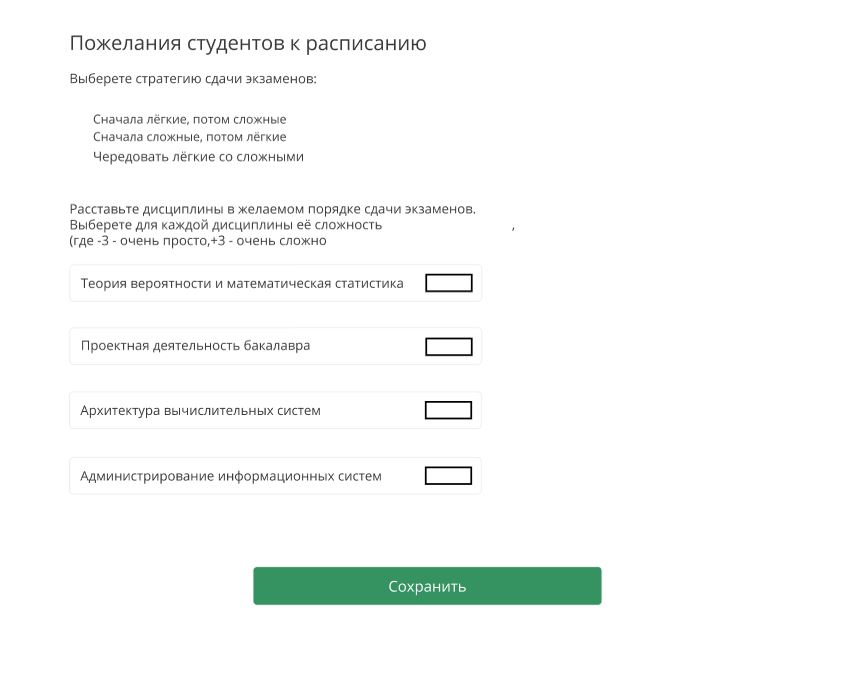 Пожелания студентов к расписанию
Выберете стратегию сдачи экзаменов:
Сначала лёгкие, потом сложные
Сначала сложные, потом лёгкие
Чередовать лёгкие со сложными
Расставьте дисциплины в желаемом порядке сдачи экзаменов.
Выберете для каждой дисциплины её сложность ,
(где -3 - очень просто,+3 - очень сложно
Теория вероятности и математическая статистика
Проектная деятельность бакалавра
Архитектура вычислительных систем
Администрирование информационных систем
Сохранить